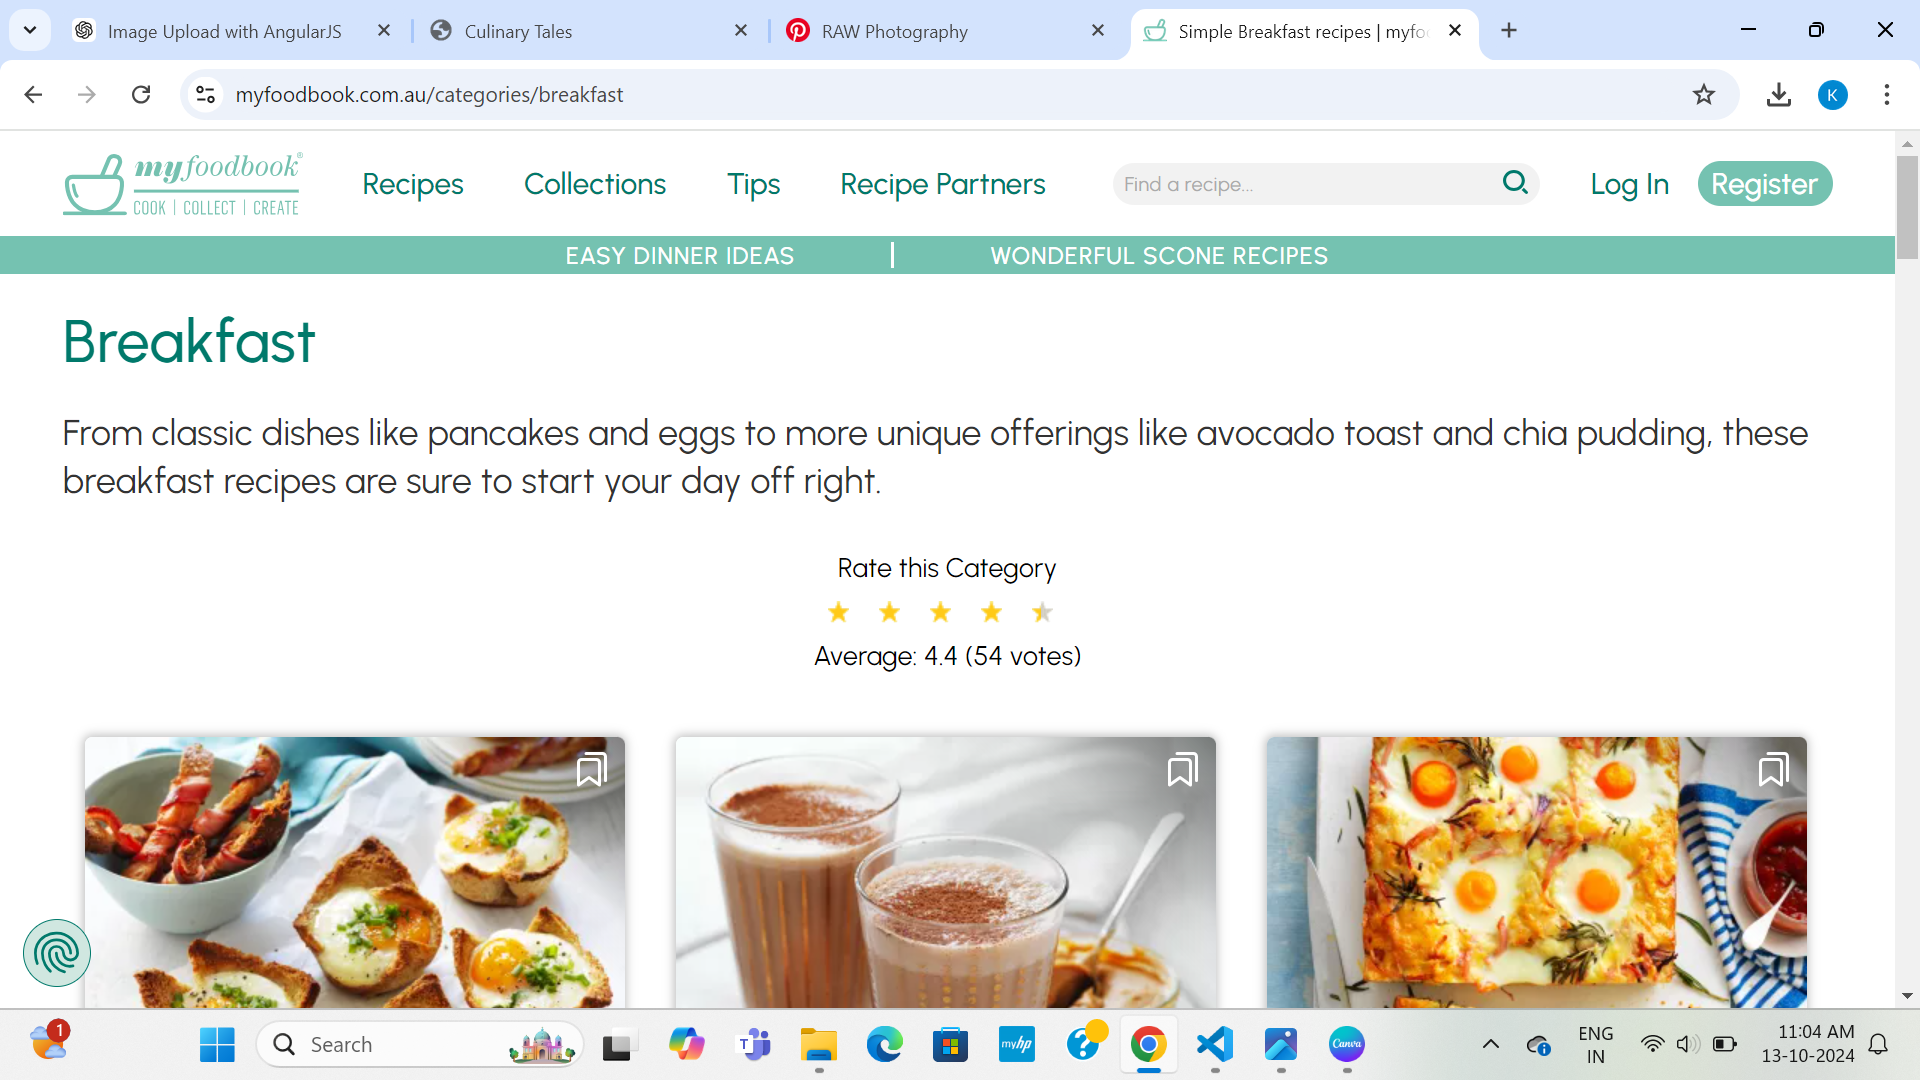 Image Upload with AngularJS
Culinary Tales
RAW Photography
Simple Breakfast recipes | myfoo
myfoodbook.com.au/categories/breakfast
K
myfoodbook®
COOK | COLLECT | CREATE
Recipes
Collections
Tips
Recipe Partners
Find a recipe...
Log In
Register
EASY DINNER IDEAS
WONDERFUL SCONE RECIPES
Breakfast
From classic dishes like pancakes and eggs to more unique offerings like avocado toast and chia pudding, these
breakfast recipes are sure to start your day off right.
Rate this Category
Average: 4.4 (54 votes)
1
Search
T
myhp
?
Canva
ENG
IN
11:04 AM
13-10-2024